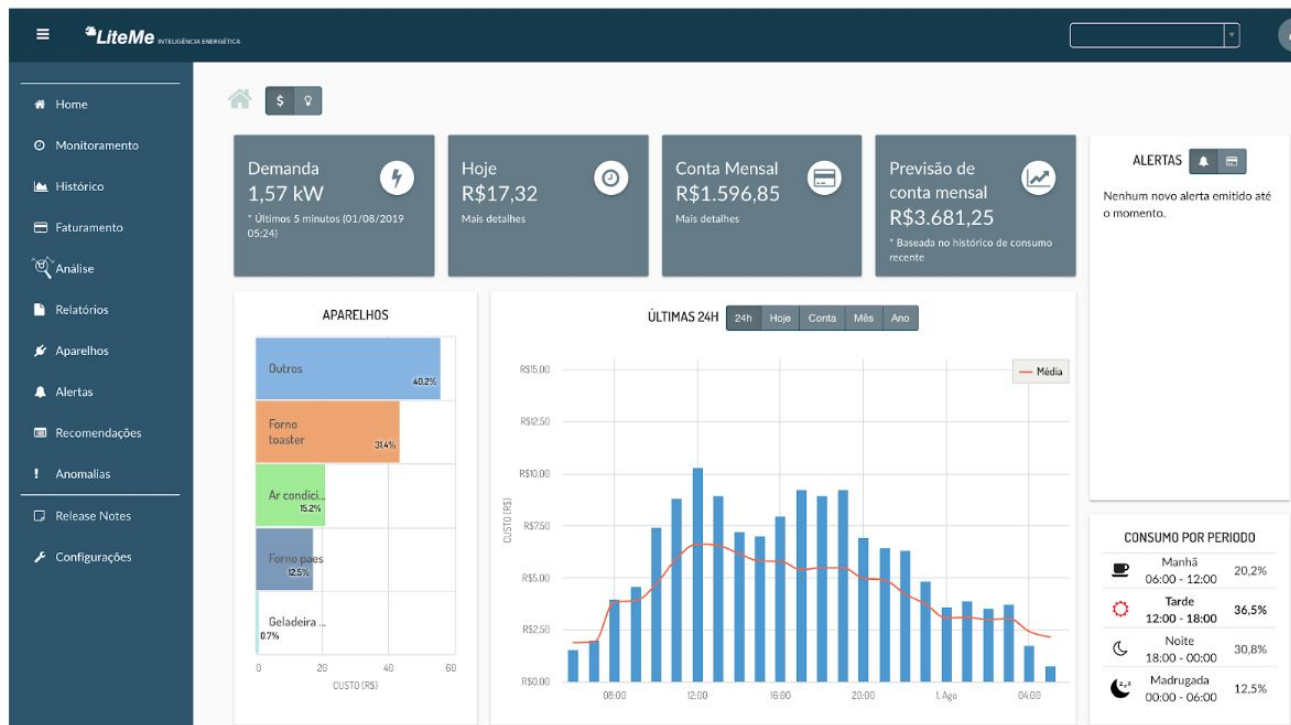 LiteMe INTELIGÊNCIA ENERGÉTICA
Home
Monitoramento
Histórico
Faturamento
Análise
Relatórios
Aparelhos
Alertas
Recomendações
Anomalias
Release Notes
Configurações
$
Demanda
1,57 kW
* Últimos 5 minutos (01/08/2019
05:24)
Hoje
R$17,32
Mais detalhes
Conta Mensal
R$1.596,85
Mais detalhes
Previsão de
conta mensal
R$3.681,25
* Baseada no histórico de consumo
recente
ALERTAS
Nenhum novo alerta emitido até
o momento.
APARELHOS
Outros
40.2%
Forno
toaster
31.4%
Ar condici...
15.2%
Forno paes
12.5%
Geladeira ...
0.7%
0 20 40 60
CUSTO (R$)
ÚLTIMAS 24H 24h Hoje Conta Mês Ano
Média
CUSTO (R$)
R$15.00
R$12.50
R$10.00
R$7.50
R$5.00
R$2.50
R$0.00
08:00 12:00 16:00 20:00 1. Ago 04:00
CONSUMO POR PERIODO
Manhã
06:00 - 12:00 20,2%
Tarde
12:00 - 18:00 36,5%
Noite
18:00 - 00:00 30,8%
Madrugada
00:00 - 06:00 12,5%